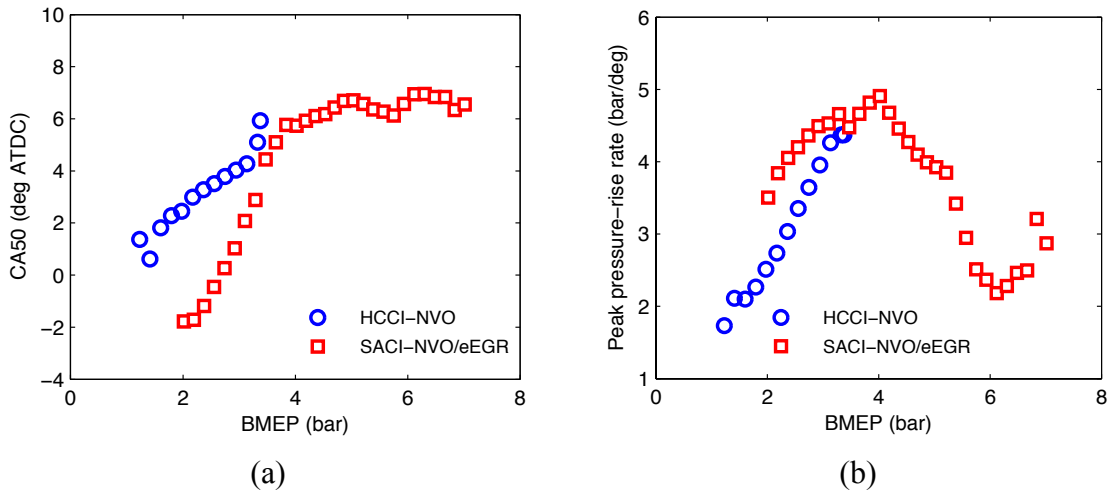 10
8
6
4
2
0
−2
−4
CA50 (deg ATDC)
HCCI−NVO
SACI−NVO/eEGR
0
2
4
6
8
BMEP (bar)
(a)
6
5
4
3
2
1
Peak pressure−rise rate (bar/deg)
HCCI−NVO
SACI−NVO/eEGR
0
2
4
6
8
BMEP (bar)
(b)